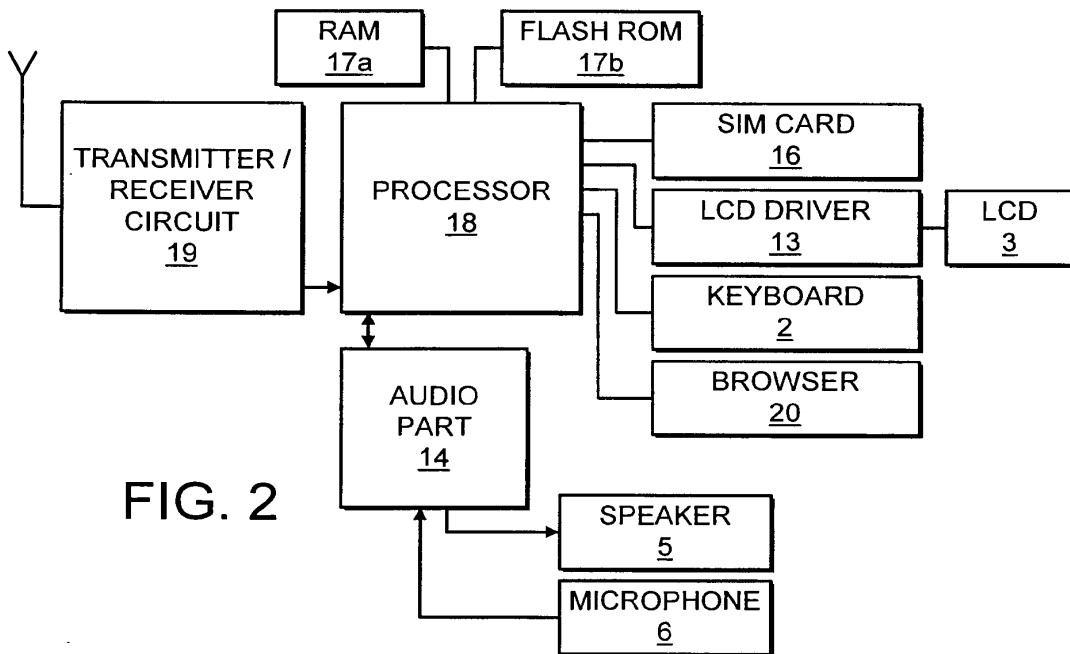 RAM
17a
FLASH ROM
17b
TRANSMITTER /
RECEIVER
CIRCUIT
19
PROCESSOR
18
SIM CARD
16
LCD DRIVER
13
LCD
3
KEYBOARD
2
BROWSER
20
AUDIO
PART
14
FIG. 2
SPEAKER
5
MICROPHONE
6